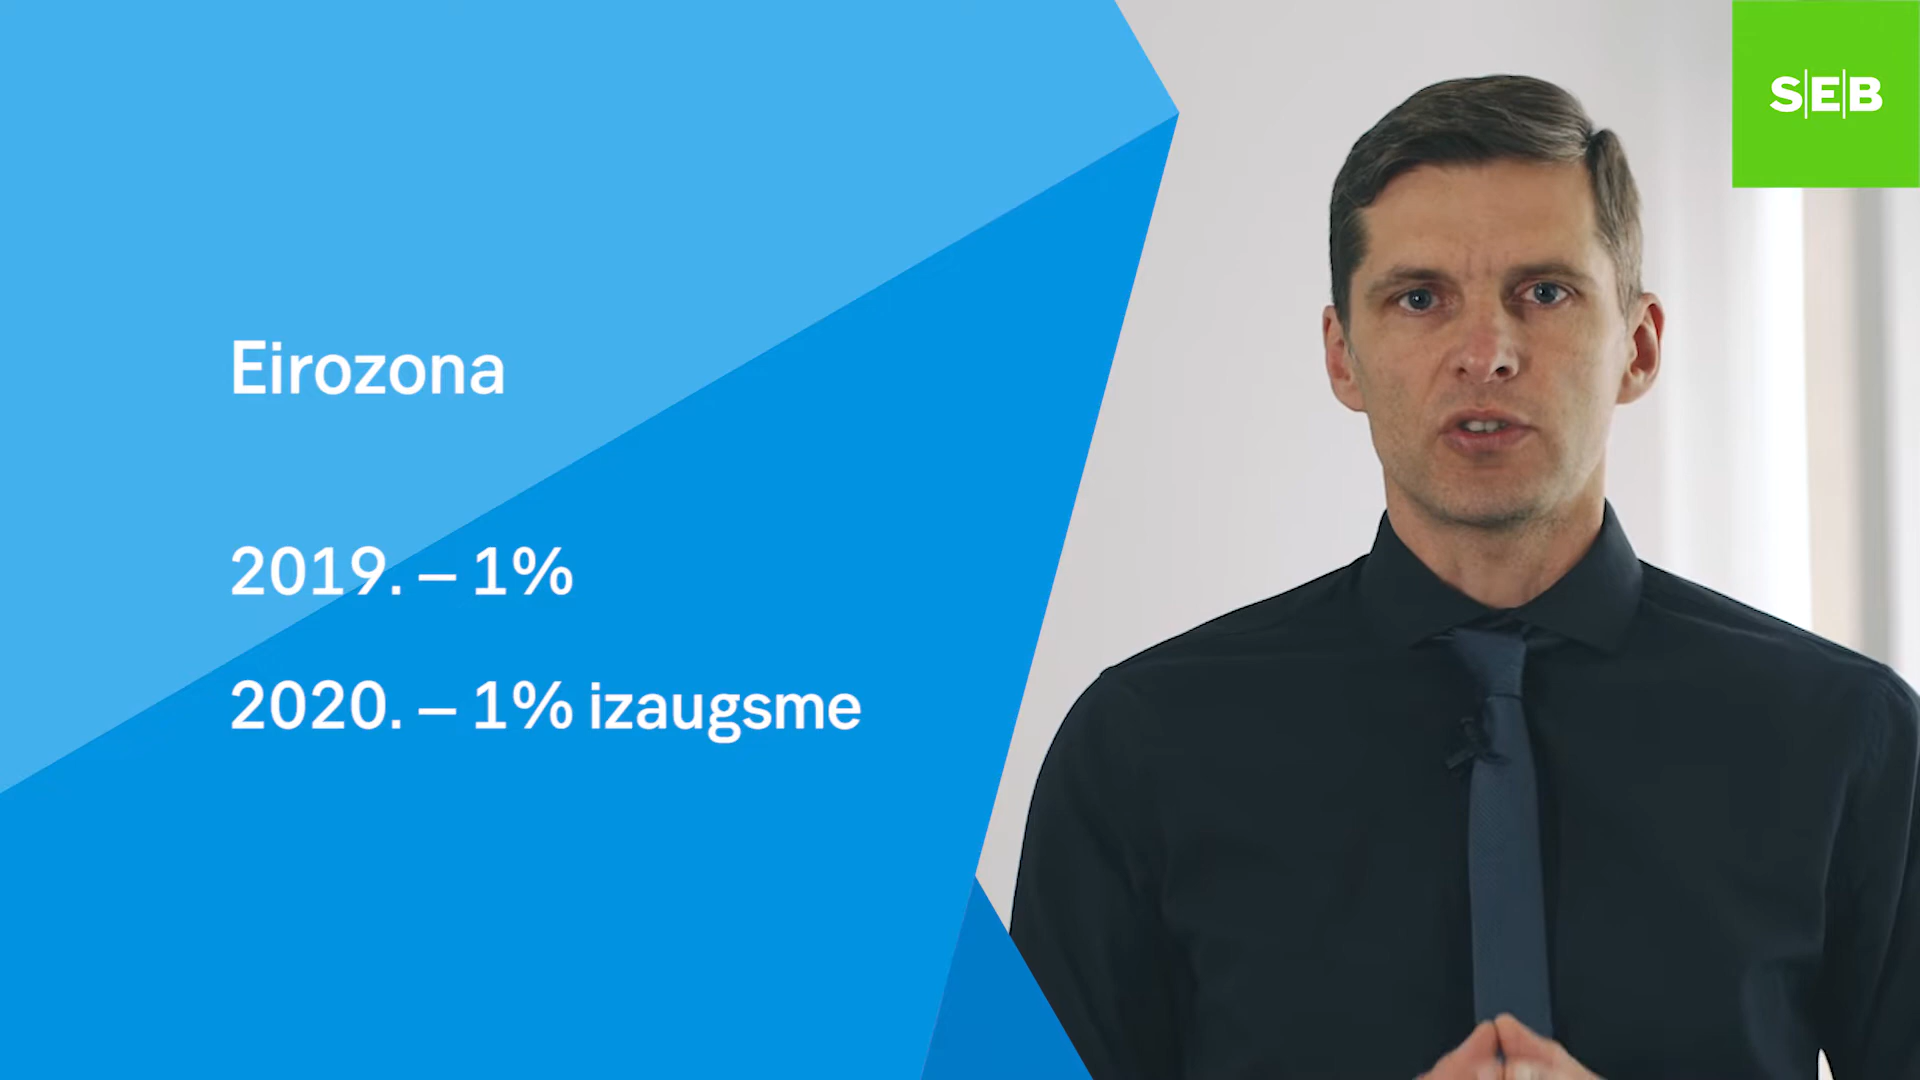 SEB
Eirozona
2019. – 1%
2020. – 1% izaugsme